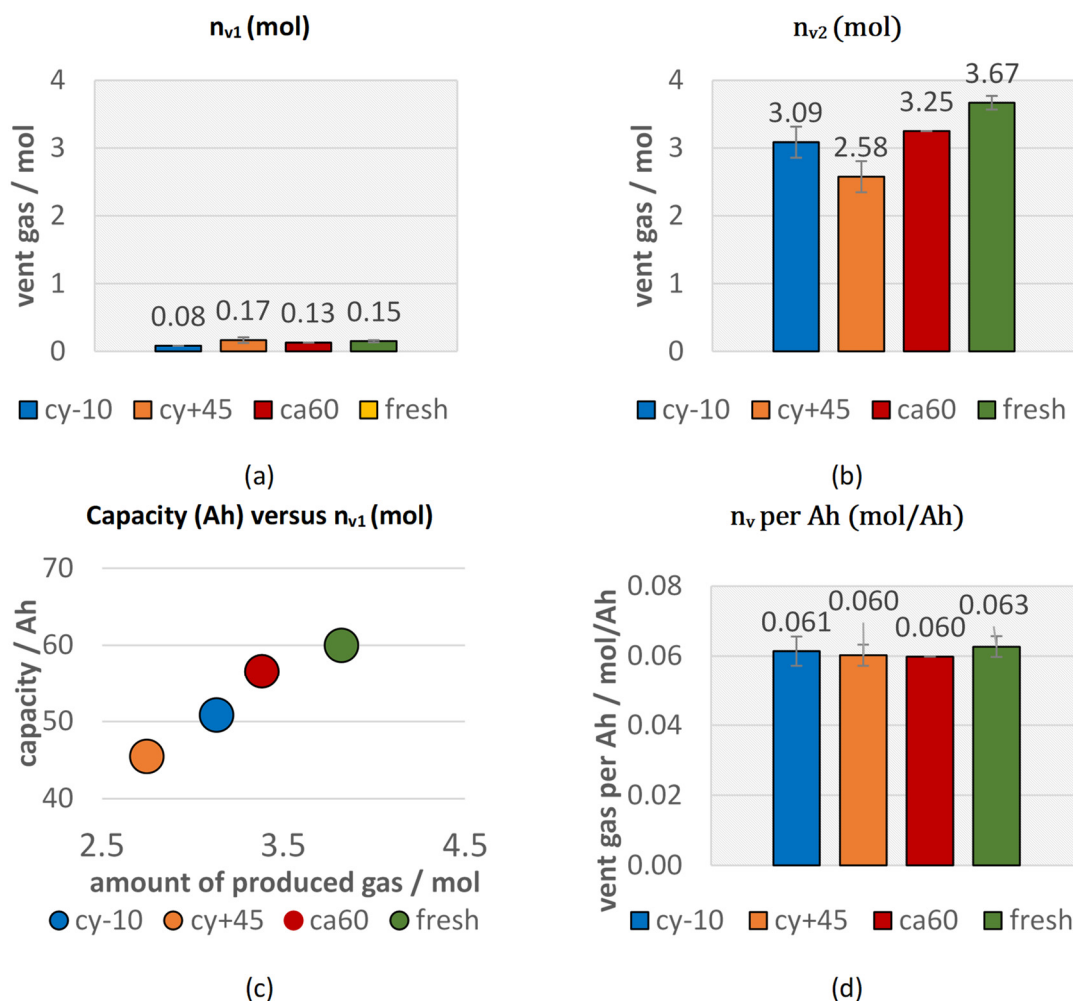 n_v1 (mol)
4
3
2
1
0
vent gas / mol
0.08
0.17
0.13
0.15
cy-10 cy+45 ca60 fresh
(a)
n_v2 (mol)
4
3
2
1
0
vent gas / mol
3.09
2.58
3.25
3.67
cy-10 cy+45 ca60 fresh
(b)
Capacity (Ah) versus n_v1 (mol)
70
60
50
40
capacity / Ah
2.5 3.5 4.5
amount of produced gas / mol
cy-10 cy+45 ca60 fresh
(c)
n_v per Ah (mol/Ah)
0.08
0.06
0.04
0.02
0.00
vent gas per Ah / mol/Ah
0.061
0.060
0.060
0.063
cy-10 cy+45 ca60 fresh
(d)